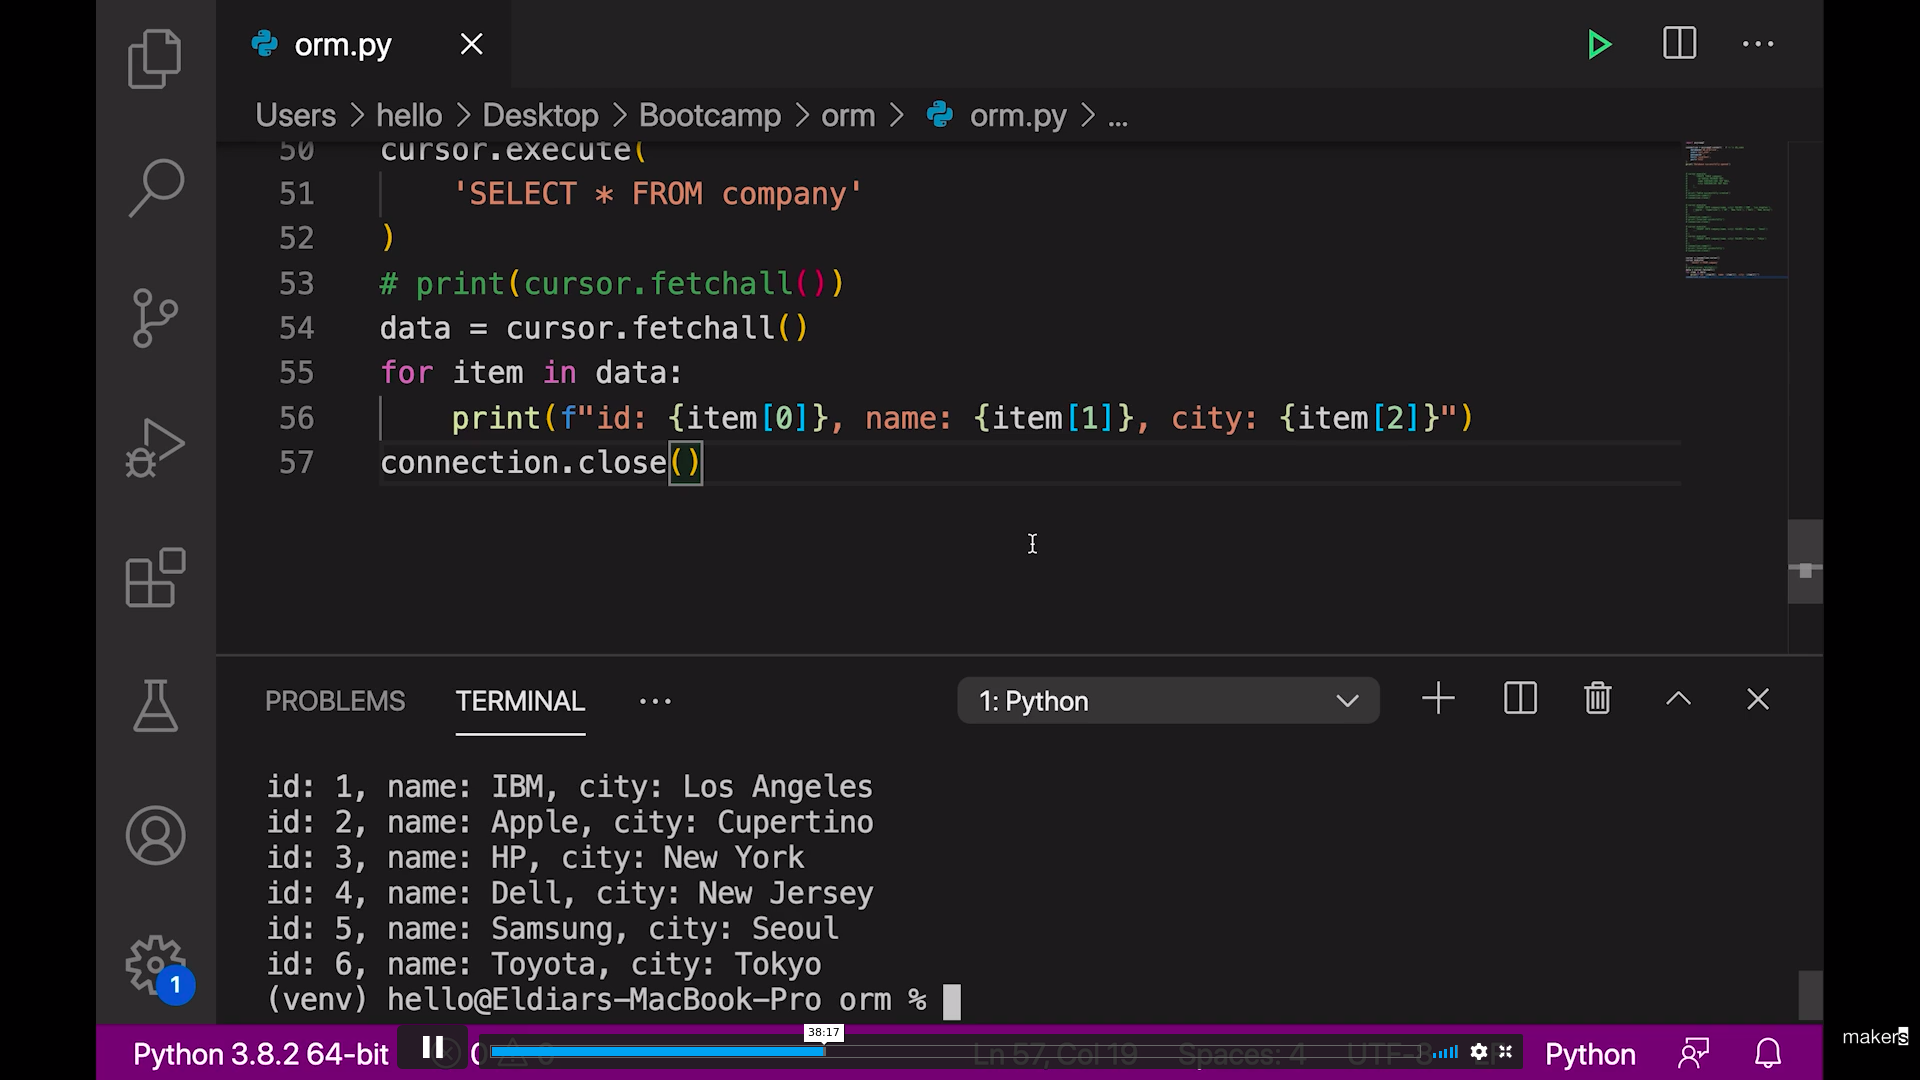 orm.py
Users > hello > Desktop > Bootcamp > orm > orm.py > ...
50 cursor.execute(
51 'SELECT * FROM company'
52 )
53 # print(cursor.fetchall())
54 data = cursor.fetchall()
55 for item in data:
56 print(f"id: {item[0]}, name: {item[1]}, city: {item[2]}")
57 connection.close()
PROBLEMS TERMINAL ... 1: Python
id: 1, name: IBM, city: Los Angeles
id: 2, name: Apple, city: Cupertino
id: 3, name: HP, city: New York
id: 4, name: Dell, city: New Jersey
id: 5, name: Samsung, city: Seoul
id: 6, name: Toyota, city: Tokyo
(venv) hello@Eldiars-MacBook-Pro orm %
1
38:17
makers
Python 3.8.2 64-bit 0 0 Ln 57, Col 19 Spaces: 4 UTF-8 LF Python